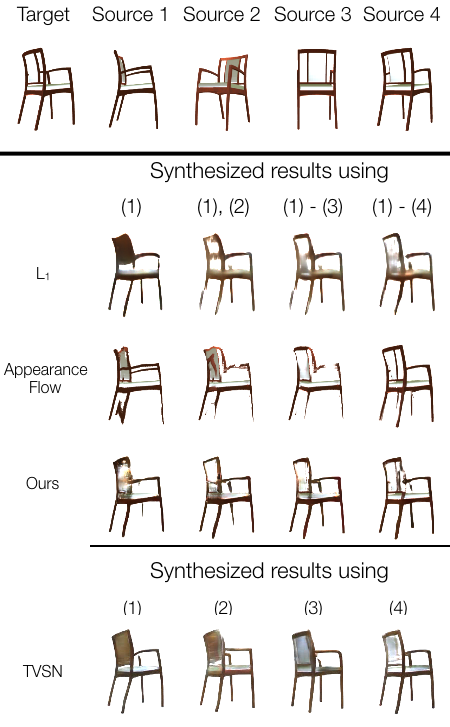 Target Source 1 Source 2 Source 3 Source 4
Synthesized results using
(1) (1), (2) (1) - (3) (1) - (4)
L₁
Appearance
Flow
Ours
Synthesized results using
(1) (2) (3) (4)
TVSN